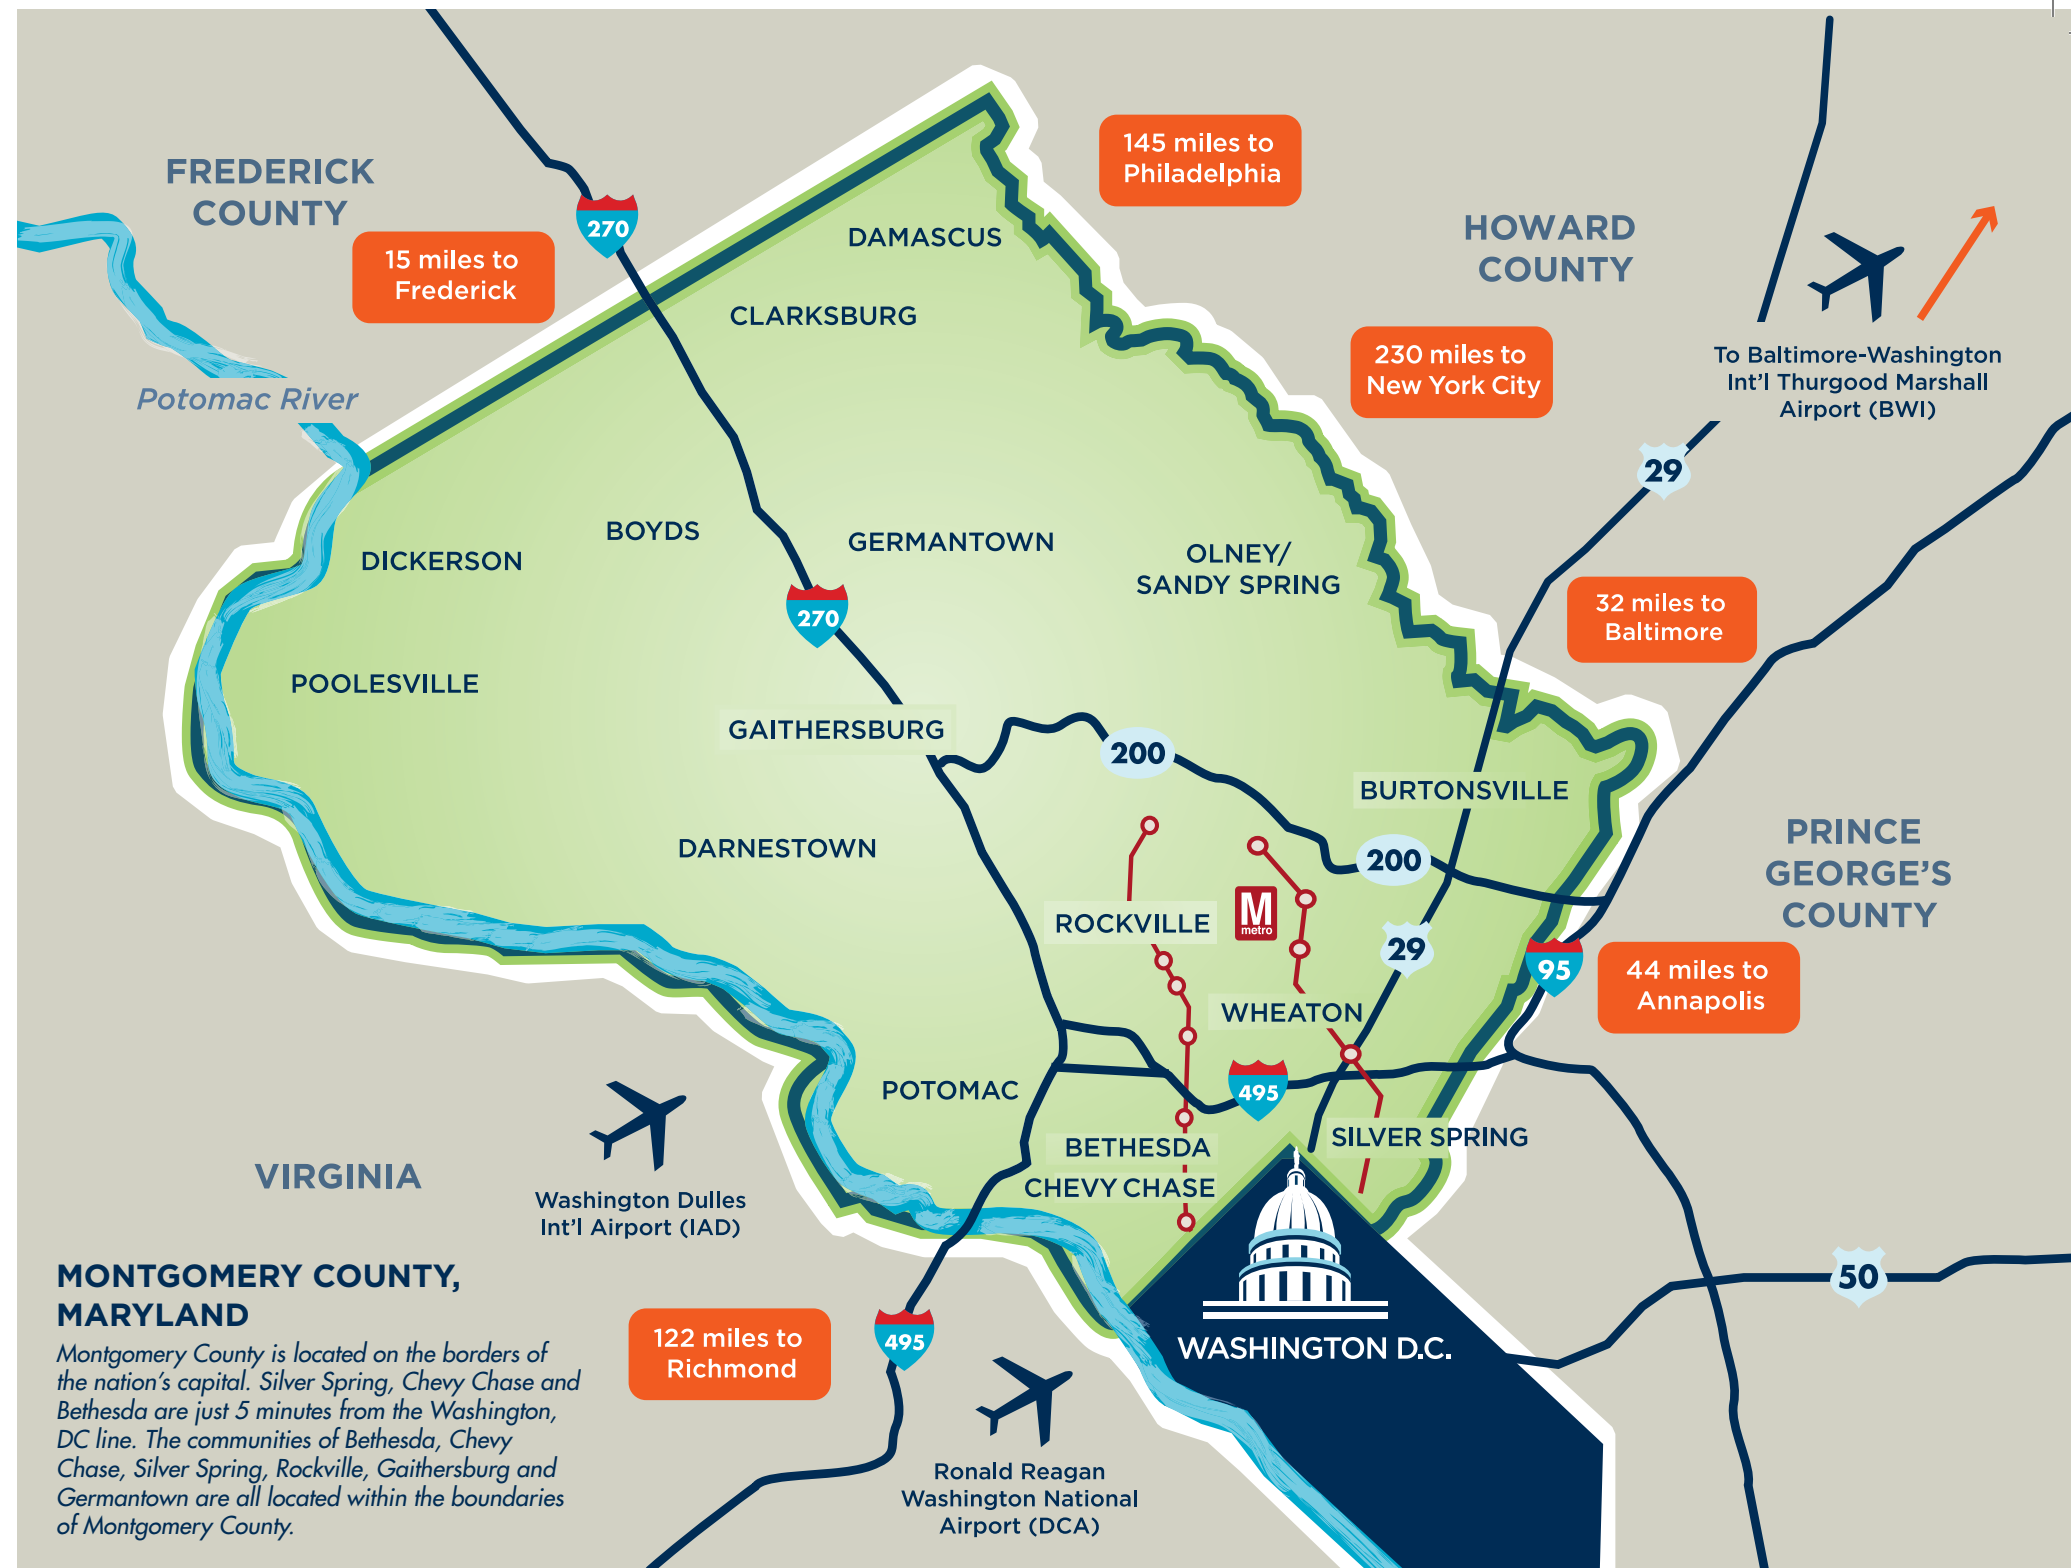 FREDERICK
COUNTY
15 miles to
Frederick
270
145 miles to
Philadelphia
HOWARD
COUNTY
DAMASCUS
CLARKSBURG
230 miles to
New York City
To Baltimore-Washington
Int'l Thurgood Marshall
Airport (BWI)
Potomac River
29
BOYDS
GERMANTOWN
DICKERSON
OLNEY/
SANDY SPRING
270
32 miles to
Baltimore
POOLESVILLE
GAITHERSBURG
200
BURTONSVILLE
DARNESTOWN
200
PRINCE
GEORGE'S
COUNTY
ROCKVILLE
M
metro
29
95
44 miles to
Annapolis
WHEATON
POTOMAC
495
SILVER SPRING
BETHESDA
CHEVY CHASE
VIRGINIA
Washington Dulles
Int'l Airport (IAD)
50
MONTGOMERY COUNTY,
MARYLAND
Montgomery County is located on the borders of
the nation's capital. Silver Spring, Chevy Chase and
Bethesda are just 5 minutes from the Washington,
DC line. The communities of Bethesda, Chevy
Chase, Silver Spring, Rockville, Gaithersburg and
Germantown are all located within the boundaries
of Montgomery County.
122 miles to
Richmond
495
WASHINGTON D.C.
Ronald Reagan
Washington National
Airport (DCA)